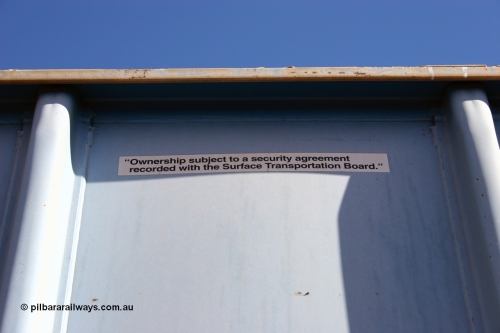 "Ownership subject to a security agreement
recorded with the Surface Transportation Board."
© pilbararailways.com.au